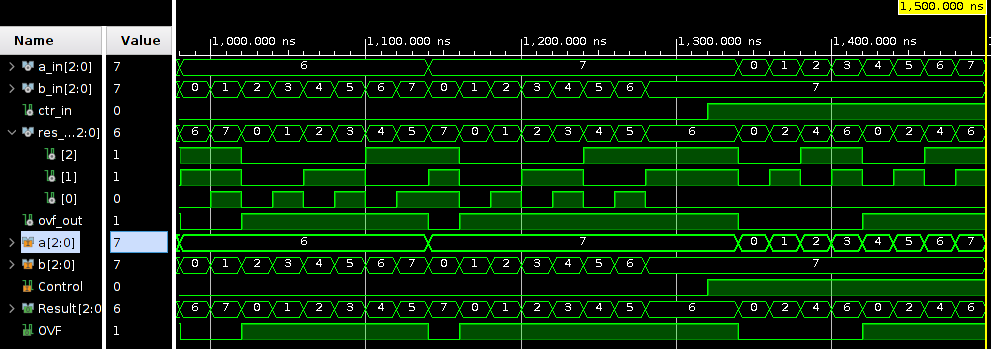 1,500.000 ns
Name Value 1,000.000 ns 1,100.000 ns 1,200.000 ns 1,300.000 ns 1,400.000 ns
a_in[2:0] 7 6 7 0 1 2 3 4 5 6 7
b_in[2:0] 7 0 1 2 3 4 5 6 7 0 1 2 3 4 5 6 7
ctr_in 0
res_...2:0] 6 6 7 0 1 2 3 4 5 7 0 1 2 3 4 5 6 0 2 4 6 0 2 4 6
[2] 1
[1] 1
[0] 0
ovf_out 1
a[2:0] 7 6 7 0 1 2 3 4 5 6 7
b[2:0] 7 0 1 2 3 4 5 6 7 0 1 2 3 4 5 6 7
Control 0
Result[2:0 6 6 7 0 1 2 3 4 5 7 0 1 2 3 4 5 6 0 2 4 6 0 2 4 6
OVF 1